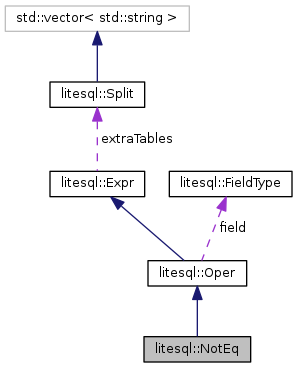 std::vector< std::string >
litesql::Split
extraTables
litesql::Expr
litesql::FieldType
field
litesql::Oper
litesql::NotEq